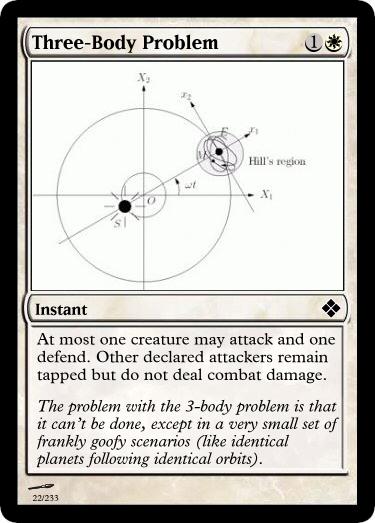 Three-Body Problem 1
X₂
x₂
E
x₁
M
Hill's region
ωt
X₁
O
S
Instant
At most one creature may attack and one
defend. Other declared attackers remain
tapped but do not deal combat damage.
The problem with the 3-body problem is that
it can't be done, except in a very small set of
frankly goofy scenarios (like identical
planets following identical orbits).
22/233